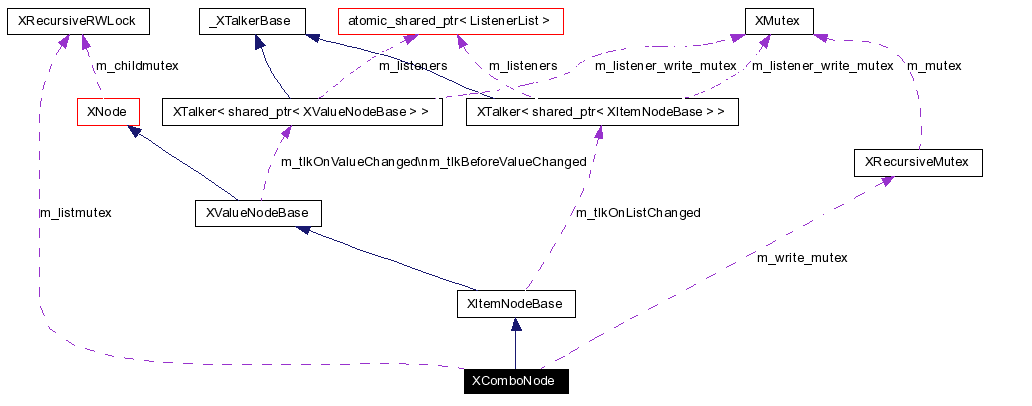 XRecursiveRWLock
_XTalkerBase
atomic_shared_ptr< ListenerList >
XMutex
m_childmutex
m_listeners
m_listeners
m_listener_write_mutex
m_listener_write_mutex
m_mutex
XNode
XTalker< shared_ptr< XValueNodeBase > >
XTalker< shared_ptr< XItemNodeBase > >
m_tlkOnValueChanged\nm_tlkBeforeValueChanged
XRecursiveMutex
m_listmutex
XValueNodeBase
m_tlkOnListChanged
m_write_mutex
XItemNodeBase
XComboNode